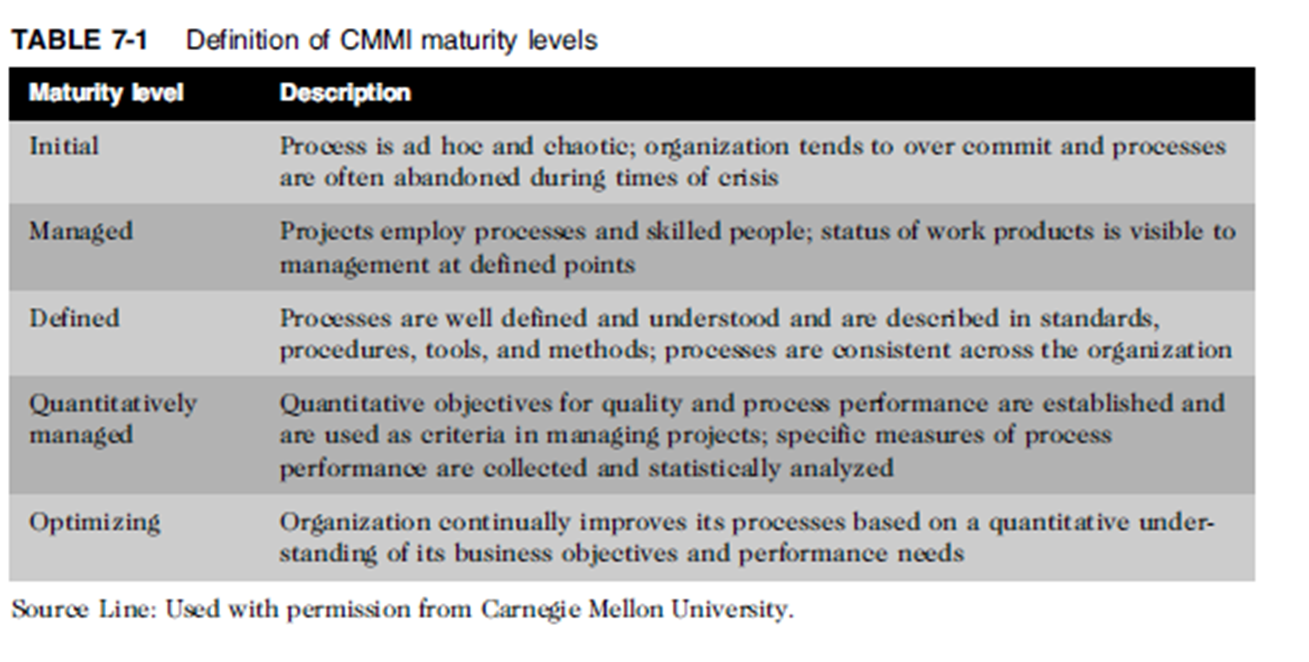 TABLE 7-1 Definition of CMMI maturity levels
Maturity level Description
Initial Process is ad hoc and chaotic; organization tends to over commit and processes
are often abandoned during times of crisis
Managed Projects employ processes and skilled people; status of work products is visible to
management at defined points
Defined Processes are well defined and understood and are described in standards,
procedures, tools, and methods; processes are consistent across the organization
Quantitatively Quantitative objectives for quality and process performance are established and
managed are used as criteria in managing projects; specific measures of process
performance are collected and statistically analyzed
Optimizing Organization continually improves its processes based on a quantitative under-
standing of its business objectives and performance needs
Source Line: Used with permission from Carnegie Mellon University.